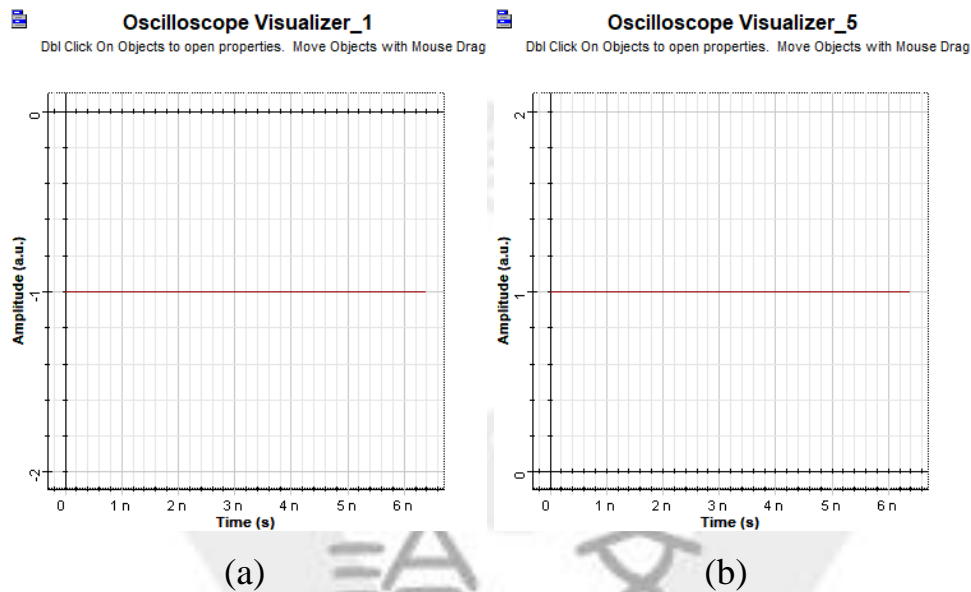 Oscilloscope Visualizer_1
Dbl Click On Objects to open properties.  Move Objects with Mouse Drag
0
-1
-2
Amplitude (a.u.)
0 1 n 2 n 3 n 4 n 5 n 6 n
Time (s)
(a)
Oscilloscope Visualizer_5
Dbl Click On Objects to open properties.  Move Objects with Mouse Drag
2
1
0
Amplitude (a.u.)
0 1 n 2 n 3 n 4 n 5 n 6 n
Time (s)
(b)